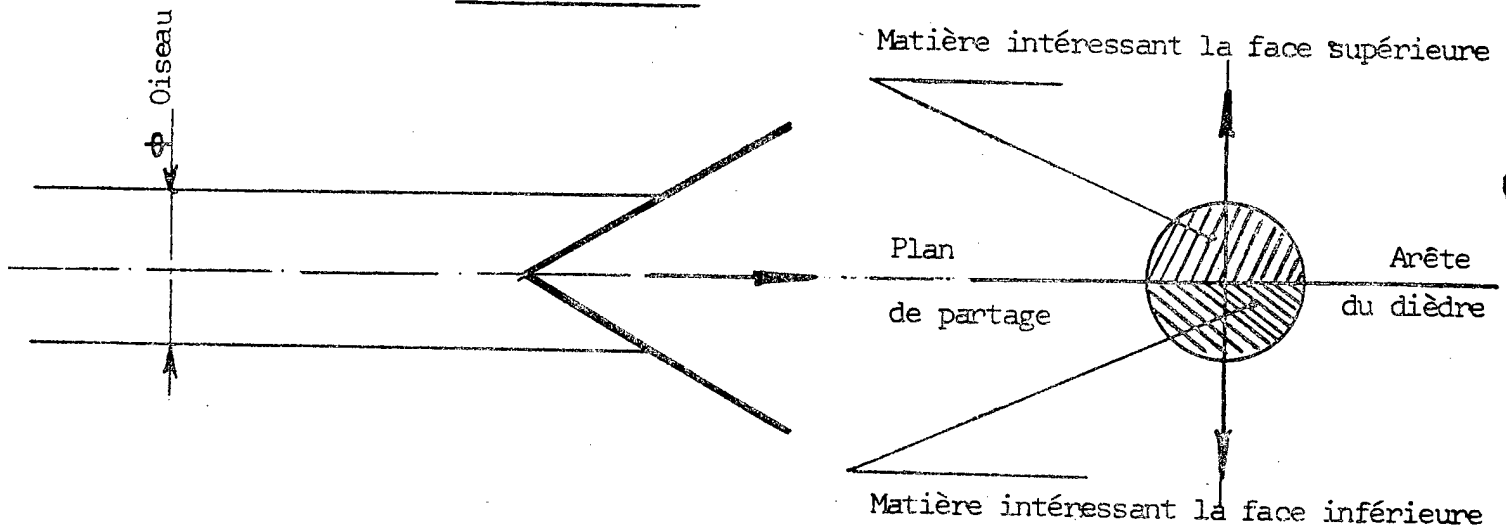 Φ Oiseau
Matière intéressant la face supérieure
Plan
de partage
Arête
du dièdre
Matière intéressant la face inférieure